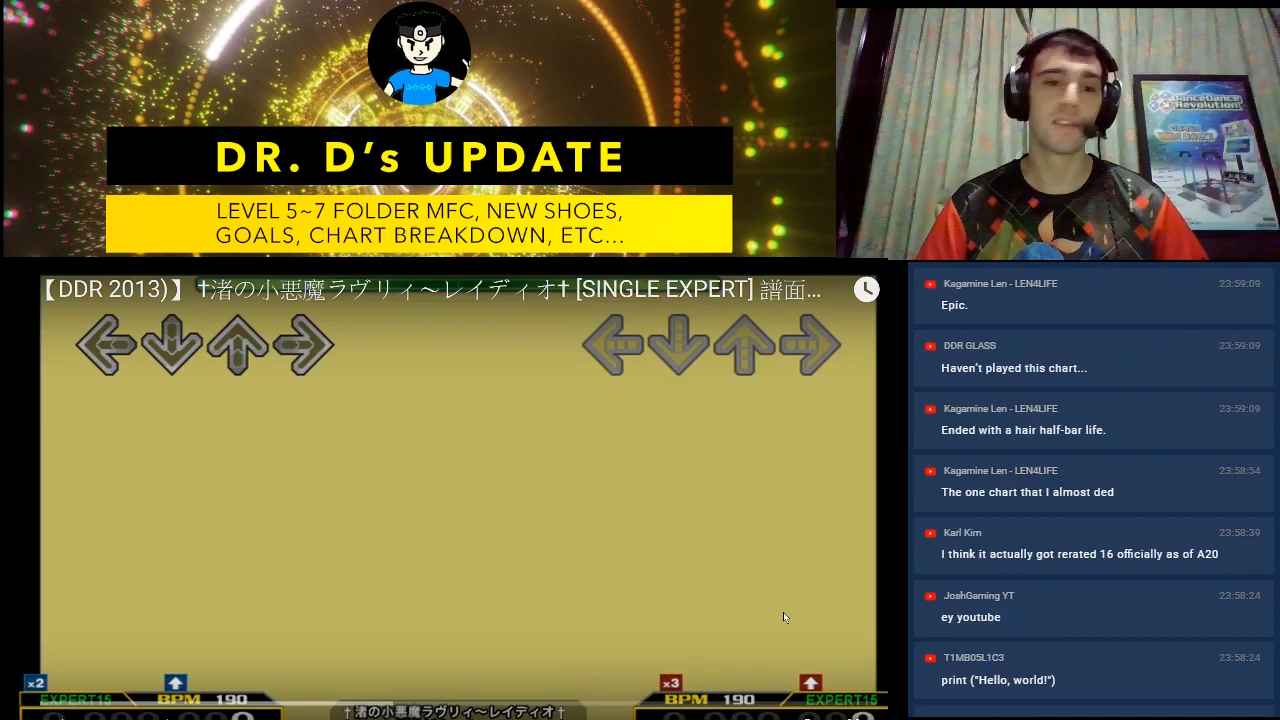 DR. D's UPDATE
LEVEL 5~7 FOLDER MFC, NEW SHOES,
GOALS, CHART BREAKDOWN, ETC...
DanceDance
Revolution
【DDR 2013)】 †渚の小悪魔ラヴリィ～レイディオ† [SINGLE EXPERT] 譜面...
x2
EXPERT15
BPM 190
†渚の小悪魔ラヴリィ～レイディオ†
x3
BPM 190
EXPERT15
Kagamine Len - LEN4LIFE 23:59:09
Epic.
DDR GLASS 23:59:09
Haven't played this chart...
Kagamine Len - LEN4LIFE 23:59:09
Ended with a hair half-bar life.
Kagamine Len - LEN4LIFE 23:58:54
The one chart that I almost ded
Karl Kim 23:58:39
I think it actually got rerated 16 officially as of A20
JoshGaming YT 23:58:24
ey youtube
T1MB05L1C3 23:58:24
print ("Hello, world!")